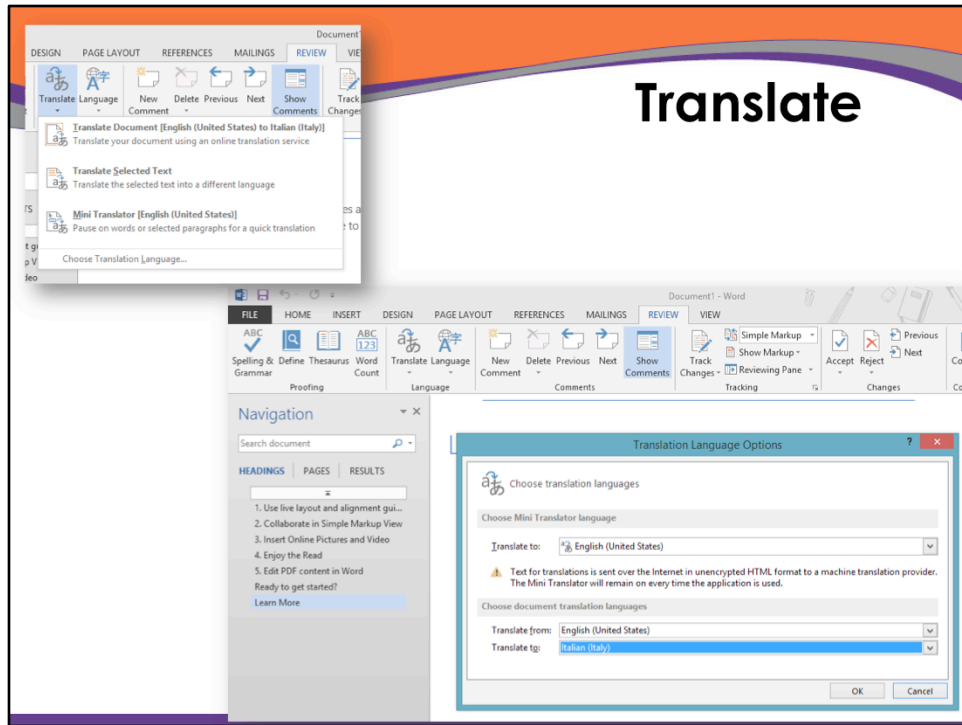 Translate
Document1
DESIGN PAGE LAYOUT REFERENCES MAILINGS REVIEW VIE
Translate Language New Comment Delete Previous Next Show Comments Track Changes
Translate Document [English (United States) to Italian (Italy)]
Translate your document using an online translation service
Translate Selected Text
Translate the selected text into a different language
Mini Translator [English (United States)]
Pause on words or selected paragraphs for a quick translation
Choose Translation Language...
Document1 - Word
FILE HOME INSERT DESIGN PAGE LAYOUT REFERENCES MAILINGS REVIEW VIEW
ABC ABC 123
Spelling & Grammar Define Thesaurus Word Count Translate Language New Comment Delete Previous Next Show Comments Track Changes
Simple Markup
Show Markup
Reviewing Pane
Accept Reject
Previous
Next
Proofing Language Comments Tracking Changes
Navigation
Search document
HEADINGS PAGES RESULTS
1. Use live layout and alignment gui...
2. Collaborate in Simple Markup View
3. Insert Online Pictures and Video
4. Enjoy the Read
5. Edit PDF content in Word
Ready to get started?
Learn More
Translation Language Options
Choose translation languages
Choose Mini Translator language
Translate to: English (United States)
Text for translations is sent over the Internet in unencrypted HTML format to a machine translation provider.
The Mini Translator will remain on every time the application is used.
Choose document translation languages
Translate from: English (United States)
Translate to: Italian (Italy)
OK Cancel